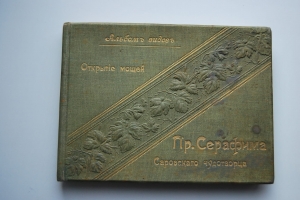 Альбомъ видовъ
Открытіе мощей
Пр. Серафима
Саровскаго чудотворца